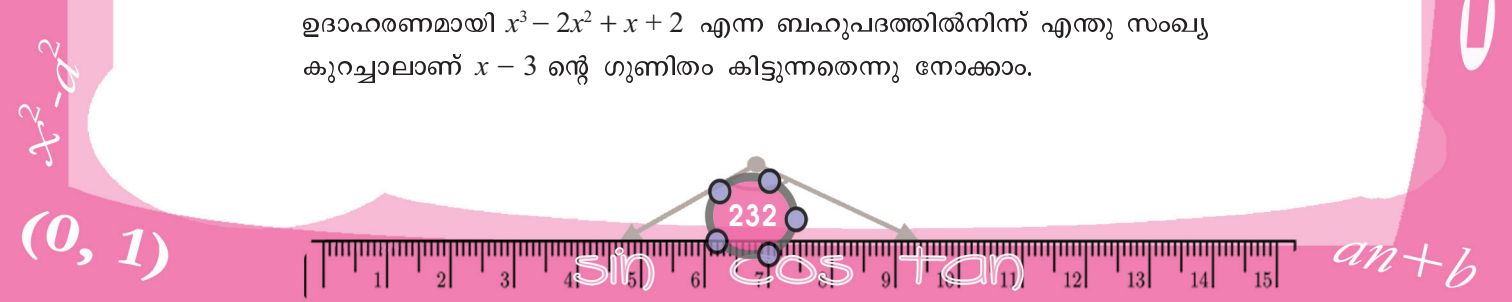 ഉദാഹരണമായി x³ – 2x² + x + 2 എന്ന ബഹുപദത്തിൽനിന്ന് എന്തു സംഖ്യ
കുറച്ചാലാണ് x – 3 ന്റെ ഗുണിതം കിട്ടുന്നതെന്നു നോക്കാം.
x²-a²
(0, 1)
232
sin cos tan
1 2 3 4 5 6 7 8 9 10 11 12 13 14 15
an+b